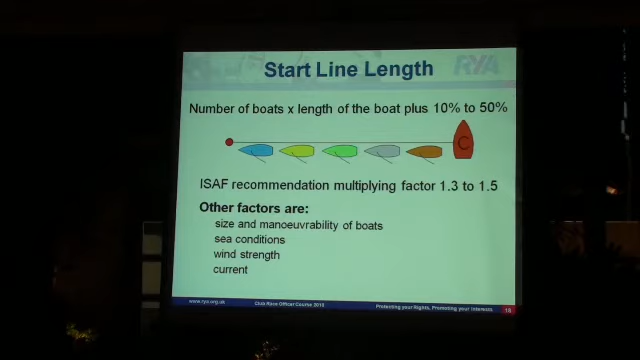 Start Line Length
RYA
Number of boats x length of the boat plus 10% to 50%
C
ISAF recommendation multiplying factor 1.3 to 1.5
Other factors are:
size and manoeuvrability of boats
sea conditions
wind strength
current
www.rya.org.uk Club Race Officer Course 2010 Protecting your Rights, Promoting your Interests 18